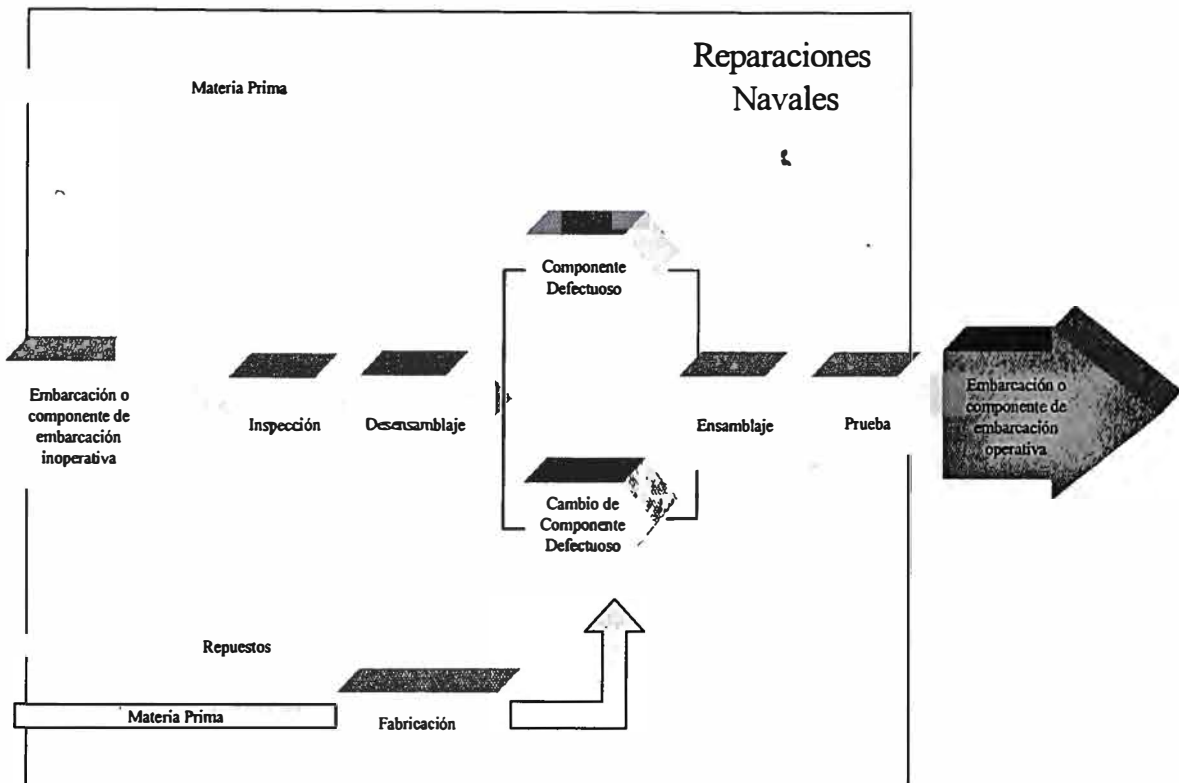 Reparaciones
Navales
Materia Prima
Componente
Defectuoso
Embarcación o
componente de
embarcación
inoperativa
Inspección
Desensamblaje
Ensamblaje
Prueba
Embarcación o
componente de
embarcación
operativa
Cambio de
Componente
Defectuoso
Repuestos
Materia Prima
Fabricación